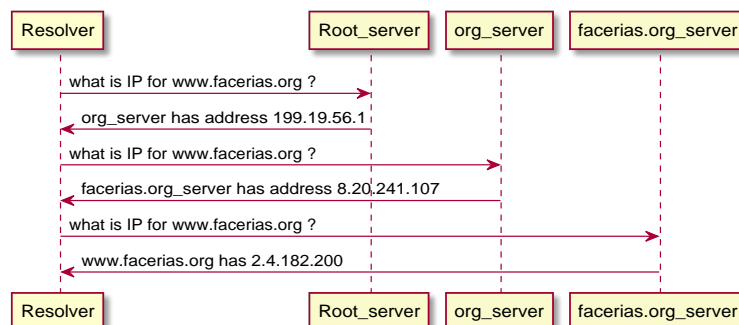 Resolver Root_server org_server facerias.org_server
what is IP for www.facerias.org ?
org_server has address 199.19.56.1
what is IP for www.facerias.org ?
facerias.org_server has address 8.20.241.107
what is IP for www.facerias.org ?
www.facerias.org has 2.4.182.200
Resolver Root_server org_server facerias.org_server